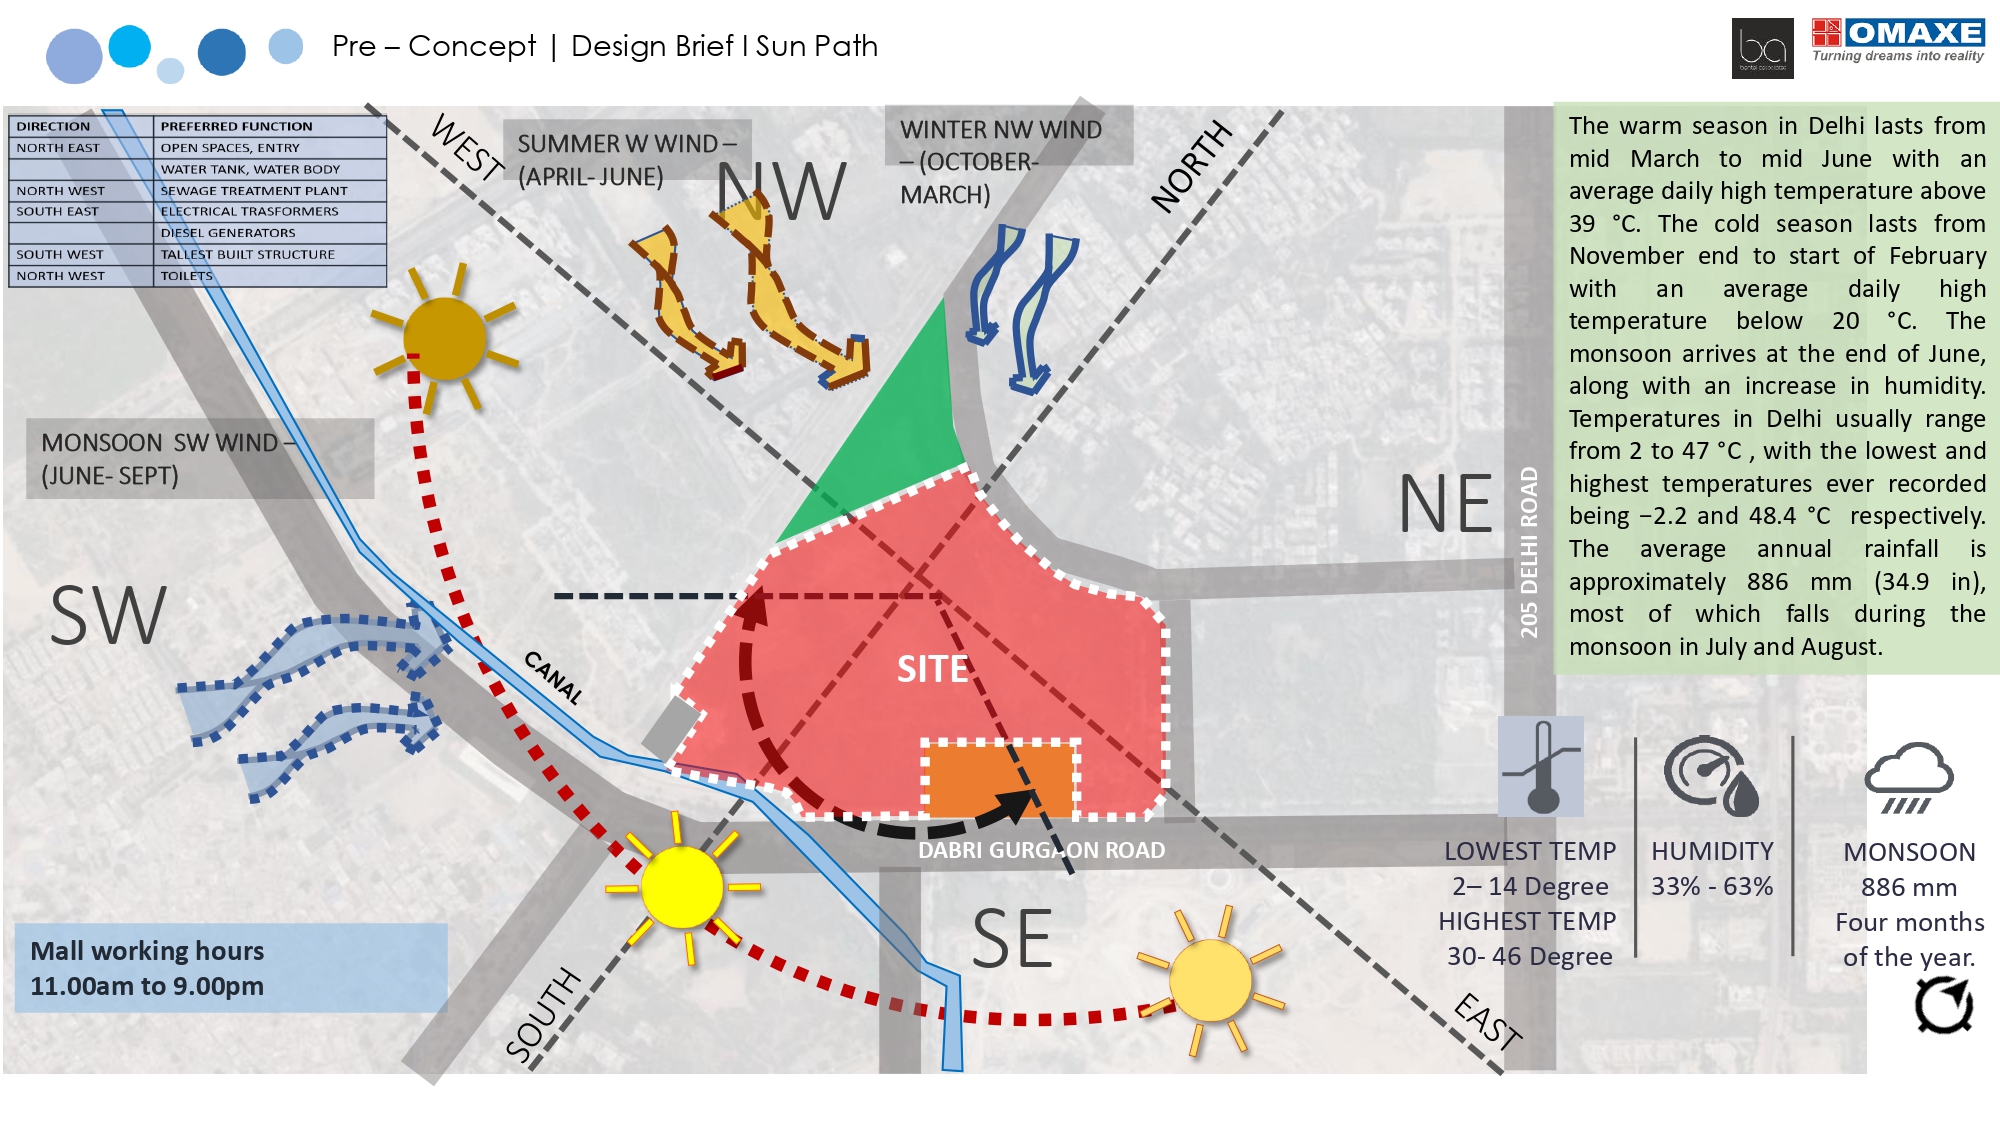 Pre – Concept | Design Brief I Sun Path
ba
OMAXE
Turning dreams into reality
DIRECTION PREFERRED FUNCTION
NORTH EAST OPEN SPACES, ENTRY
WATER TANK, WATER BODY
NORTH WEST SEWAGE TREATMENT PLANT
SOUTH EAST ELECTRICAL TRASFORMERS
DIESEL GENERATORS
SOUTH WEST TALLEST BUILT STRUCTURE
NORTH WEST TOILETS
WEST
SUMMER W WIND –
(APRIL- JUNE)
NW
WINTER NW WIND
– (OCTOBER-
MARCH)
NORTH
The warm season in Delhi lasts from
mid March to mid June with an
average daily high temperature above
39 °C. The cold season lasts from
November end to start of February
with an average daily high
temperature below 20 °C. The
monsoon arrives at the end of June,
along with an increase in humidity.
Temperatures in Delhi usually range
from 2 to 47 °C , with the lowest and
highest temperatures ever recorded
being −2.2 and 48.4 °C respectively.
The average annual rainfall is
approximately 886 mm (34.9 in),
most of which falls during the
monsoon in July and August.
MONSOON SW WIND –
(JUNE- SEPT)
NE
205 DELHI ROAD
SW
CANAL
SITE
DABRI GURGAON ROAD
SE
SOUTH
EAST
Mall working hours
11.00am to 9.00pm
LOWEST TEMP
2– 14 Degree
HIGHEST TEMP
30- 46 Degree
HUMIDITY
33% - 63%
MONSOON
886 mm
Four months
of the year.